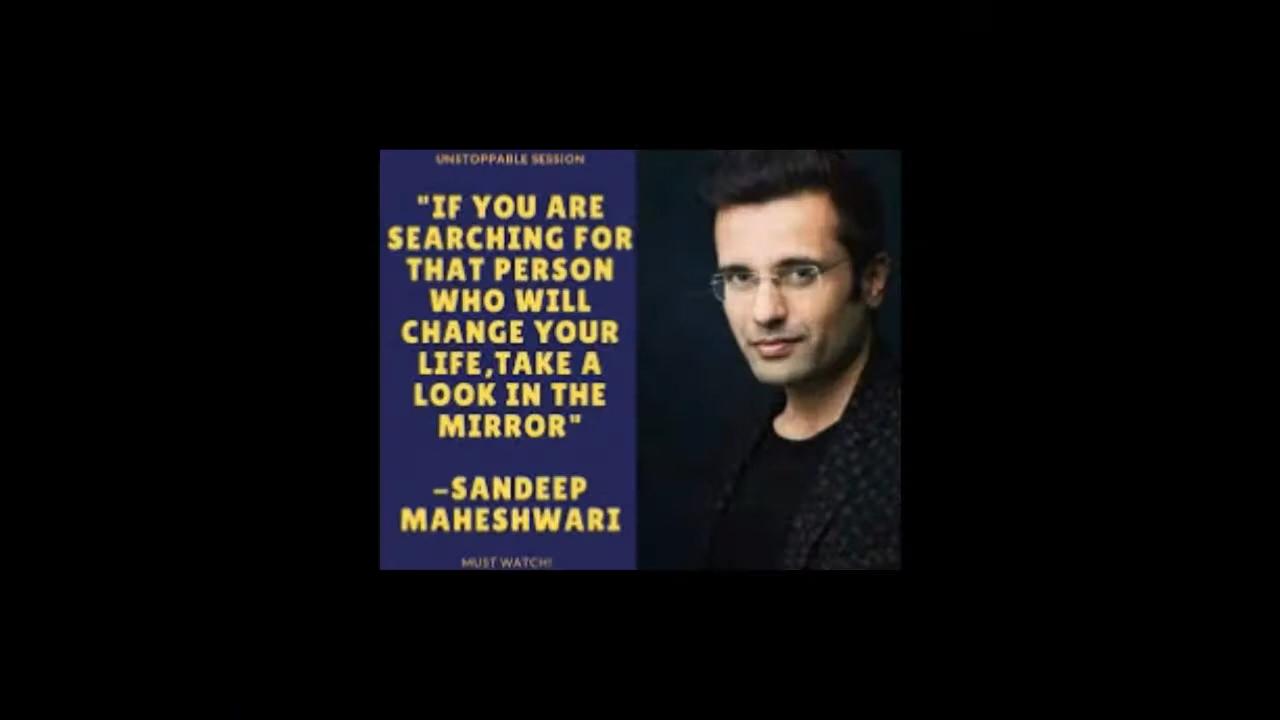 UNSTOPPABLE SESSION
"IF YOU ARE
SEARCHING FOR
THAT PERSON
WHO WILL
CHANGE YOUR
LIFE,TAKE A
LOOK IN THE
MIRROR"
-SANDEEP
MAHESHWARI
MUST WATCH!